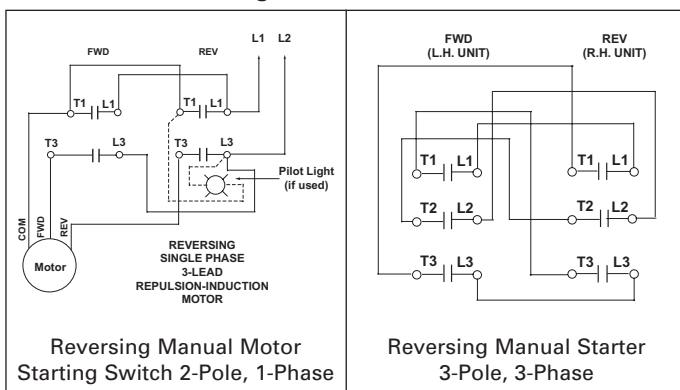 FWD
REV
L1
L2
T1
L1
T1
L1
T3
L3
T3
L3
Pilot Light
(if used)
COM
FWD
REV
Motor
REVERSING
SINGLE PHASE
3-LEAD
REPULSION-INDUCTION
MOTOR
Reversing Manual Motor
Starting Switch 2-Pole, 1-Phase
FWD
(L.H. UNIT)
REV
(R.H. UNIT)
T1
L1
T1
L1
T2
L2
T2
L2
T3
L3
T3
L3
Reversing Manual Starter
3-Pole, 3-Phase